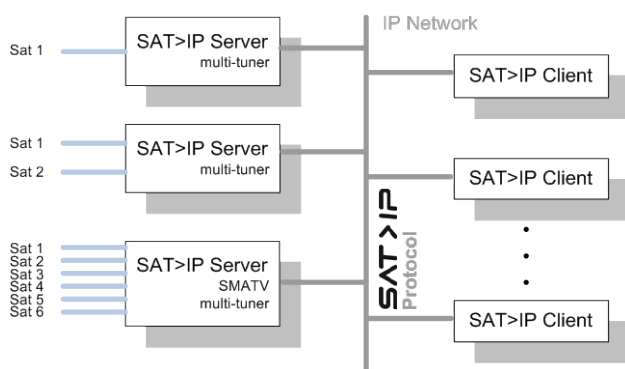 IP Network
Sat 1
SAT>IP Server
multi-tuner
SAT>IP Client
Sat 1
Sat 2
SAT>IP Server
multi-tuner
SAT>IP Client
Sat 1
Sat 2
Sat 3
Sat 4
Sat 5
Sat 6
SAT>IP Server
SMATV
multi-tuner
SAT>IP
Protocol
SAT>IP Client